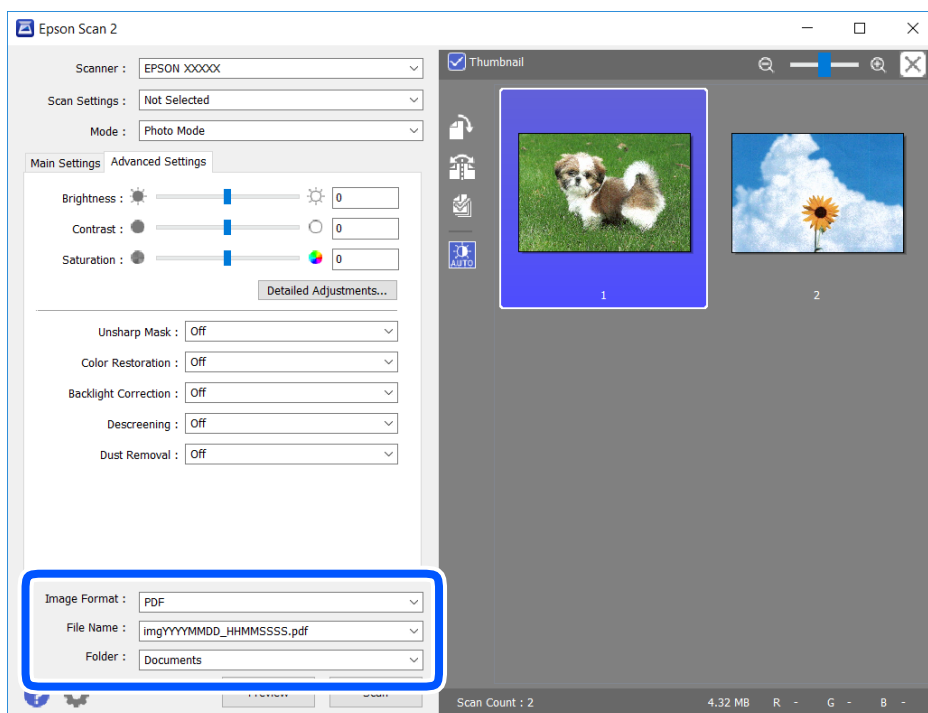 Epson Scan 2
Scanner : EPSON XXXXX
Scan Settings : Not Selected
Mode : Photo Mode
Main Settings Advanced Settings
Brightness : 0
Contrast : 0
Saturation : 0
Detailed Adjustments...
Unsharp Mask : Off
Color Restoration : Off
Backlight Correction : Off
Descreening : Off
Dust Removal : Off
Image Format : PDF
File Name : imgYYYYMMDD_HHMMSSSS.pdf
Folder : Documents
Preview Scan
Thumbnail
AUTO
1
2
Scan Count : 2 4.32 MB R - G - B -